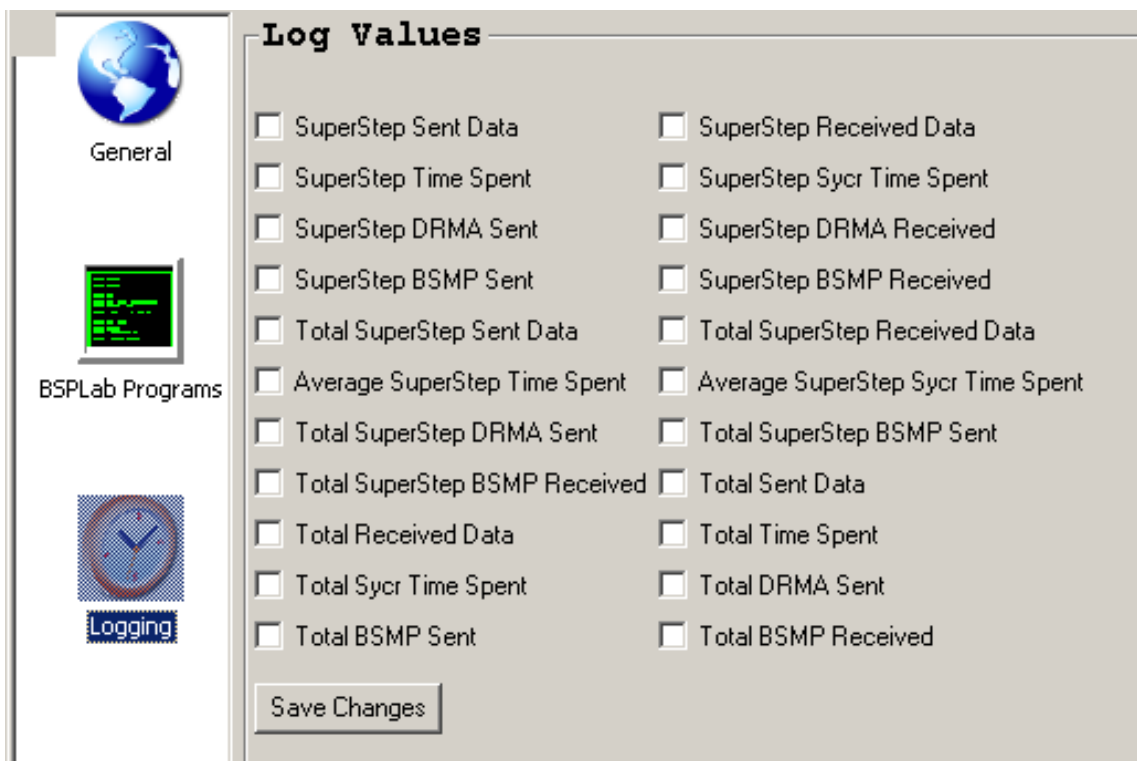 General
BSPLab Programs
Logging
Log Values
SuperStep Sent Data
SuperStep Received Data
SuperStep Time Spent
SuperStep Sycr Time Spent
SuperStep DRMA Sent
SuperStep DRMA Received
SuperStep BSMP Sent
SuperStep BSMP Received
Total SuperStep Sent Data
Total SuperStep Received Data
Average SuperStep Time Spent
Average SuperStep Sycr Time Spent
Total SuperStep DRMA Sent
Total SuperStep BSMP Sent
Total SuperStep BSMP Received
Total Sent Data
Total Received Data
Total Time Spent
Total Sycr Time Spent
Total DRMA Sent
Total BSMP Sent
Total BSMP Received
Save Changes